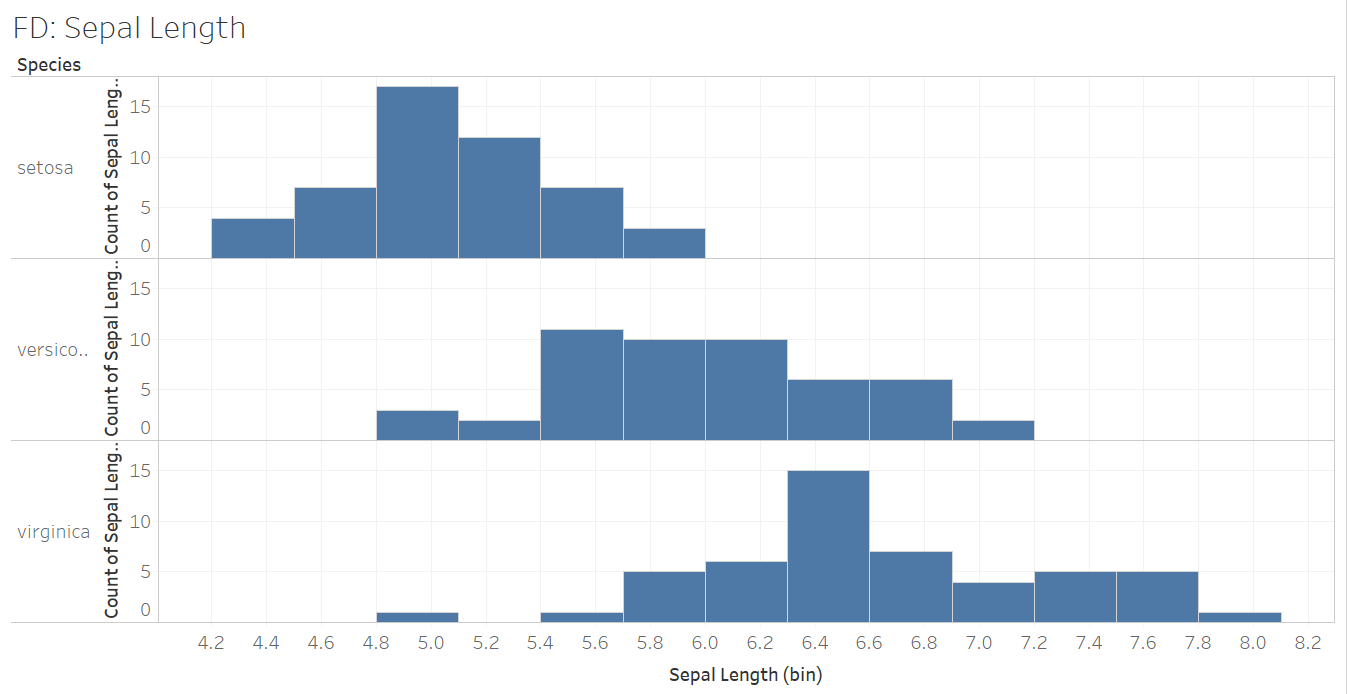 FD: Sepal Length
Species
setosa
Count of Sepal Leng..
15
10
5
0
versico..
Count of Sepal Leng..
15
10
5
0
virginica
Count of Sepal Leng..
15
10
5
0
4.2 4.4 4.6 4.8 5.0 5.2 5.4 5.6 5.8 6.0 6.2 6.4 6.6 6.8 7.0 7.2 7.4 7.6 7.8 8.0 8.2
Sepal Length (bin)